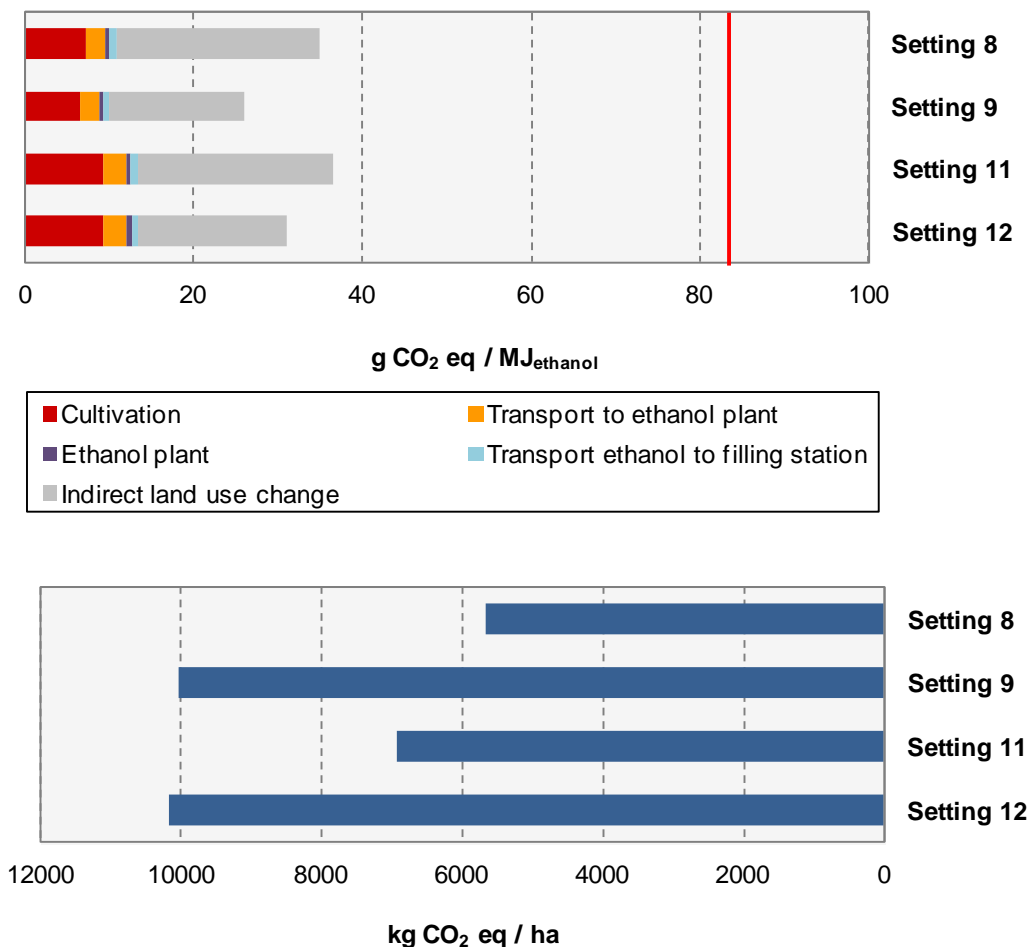 Setting 8
Setting 9
Setting 11
Setting 12
0 20 40 60 80 100
g CO₂ eq / MJethanol
Cultivation Transport to ethanol plant
Ethanol plant Transport ethanol to filling station
Indirect land use change
Setting 8
Setting 9
Setting 11
Setting 12
12000 10000 8000 6000 4000 2000 0
kg CO₂ eq / ha